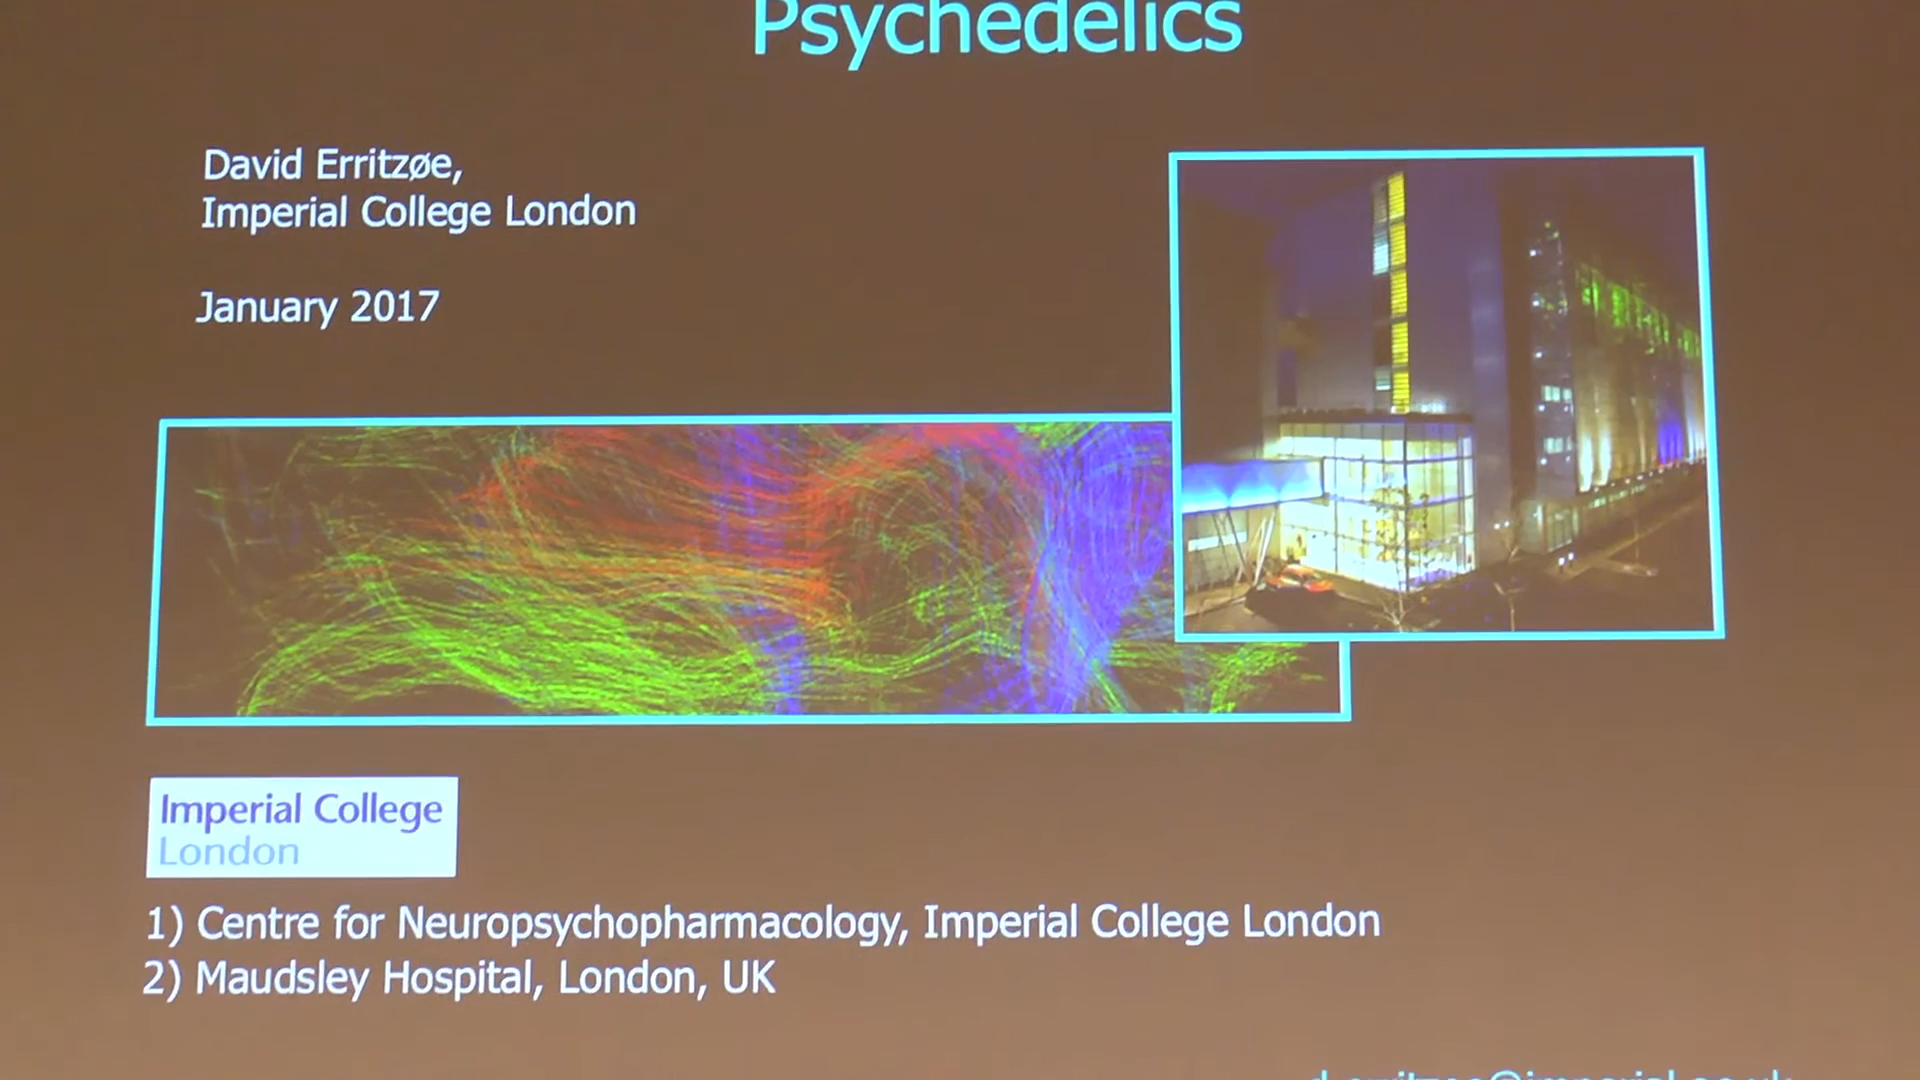 Psychedelics
David Erritzøe,
Imperial College London
January 2017
Imperial College
London
1) Centre for Neuropsychopharmacology, Imperial College London
2) Maudsley Hospital, London, UK